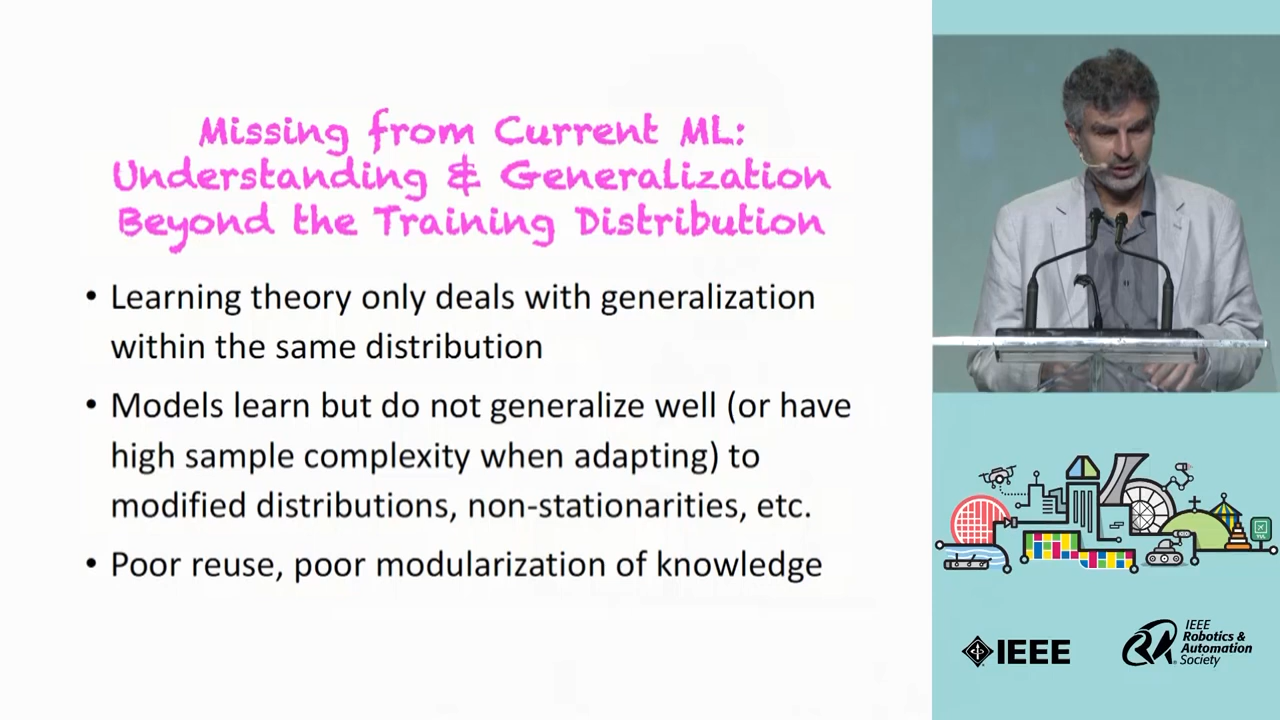 Missing from Current ML:
Understanding & Generalization
Beyond the Training Distribution
• Learning theory only deals with generalization
within the same distribution
• Models learn but do not generalize well (or have
high sample complexity when adapting) to
modified distributions, non-stationarities, etc.
• Poor reuse, poor modularization of knowledge
YUL
IEEE
IEEE
Robotics &
Automation
Society